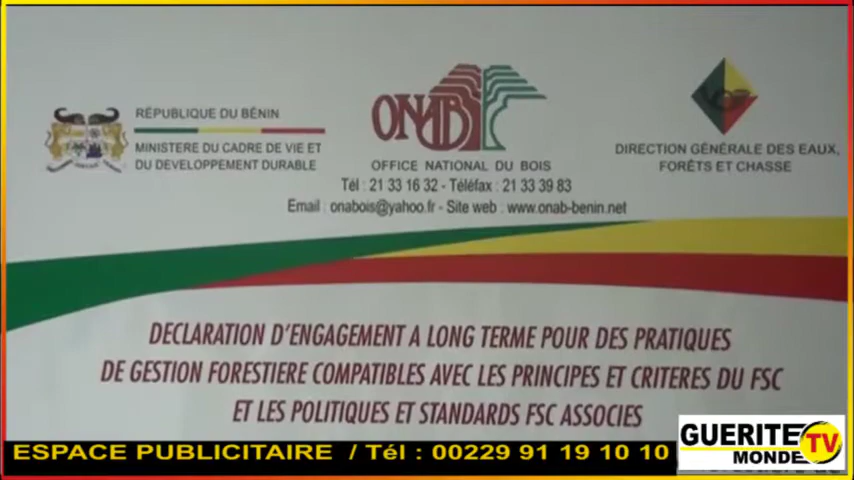 RÉPUBLIQUE DU BÉNIN
MINISTERE DU CADRE DE VIE ET
DU DEVELOPPEMENT DURABLE
ONAB
OFFICE NATIONAL DU BOIS
Tél : 21 33 16 32 - Téléfax : 21 33 39 83
Email : onabois@yahoo.fr - Site web : www.onab-benin.net
DIRECTION GÉNÉRALE DES EAUX,
FORÊTS ET CHASSE
DECLARATION D'ENGAGEMENT A LONG TERME POUR DES PRATIQUES
DE GESTION FORESTIERE COMPATIBLES AVEC LES PRINCIPES ET CRITERES DU FSC
ET LES POLITIQUES ET STANDARDS FSC ASSOCIES
ESPACE PUBLICITAIRE / Tél : 00229 91 19 10 10
GUERITE TV
MONDE